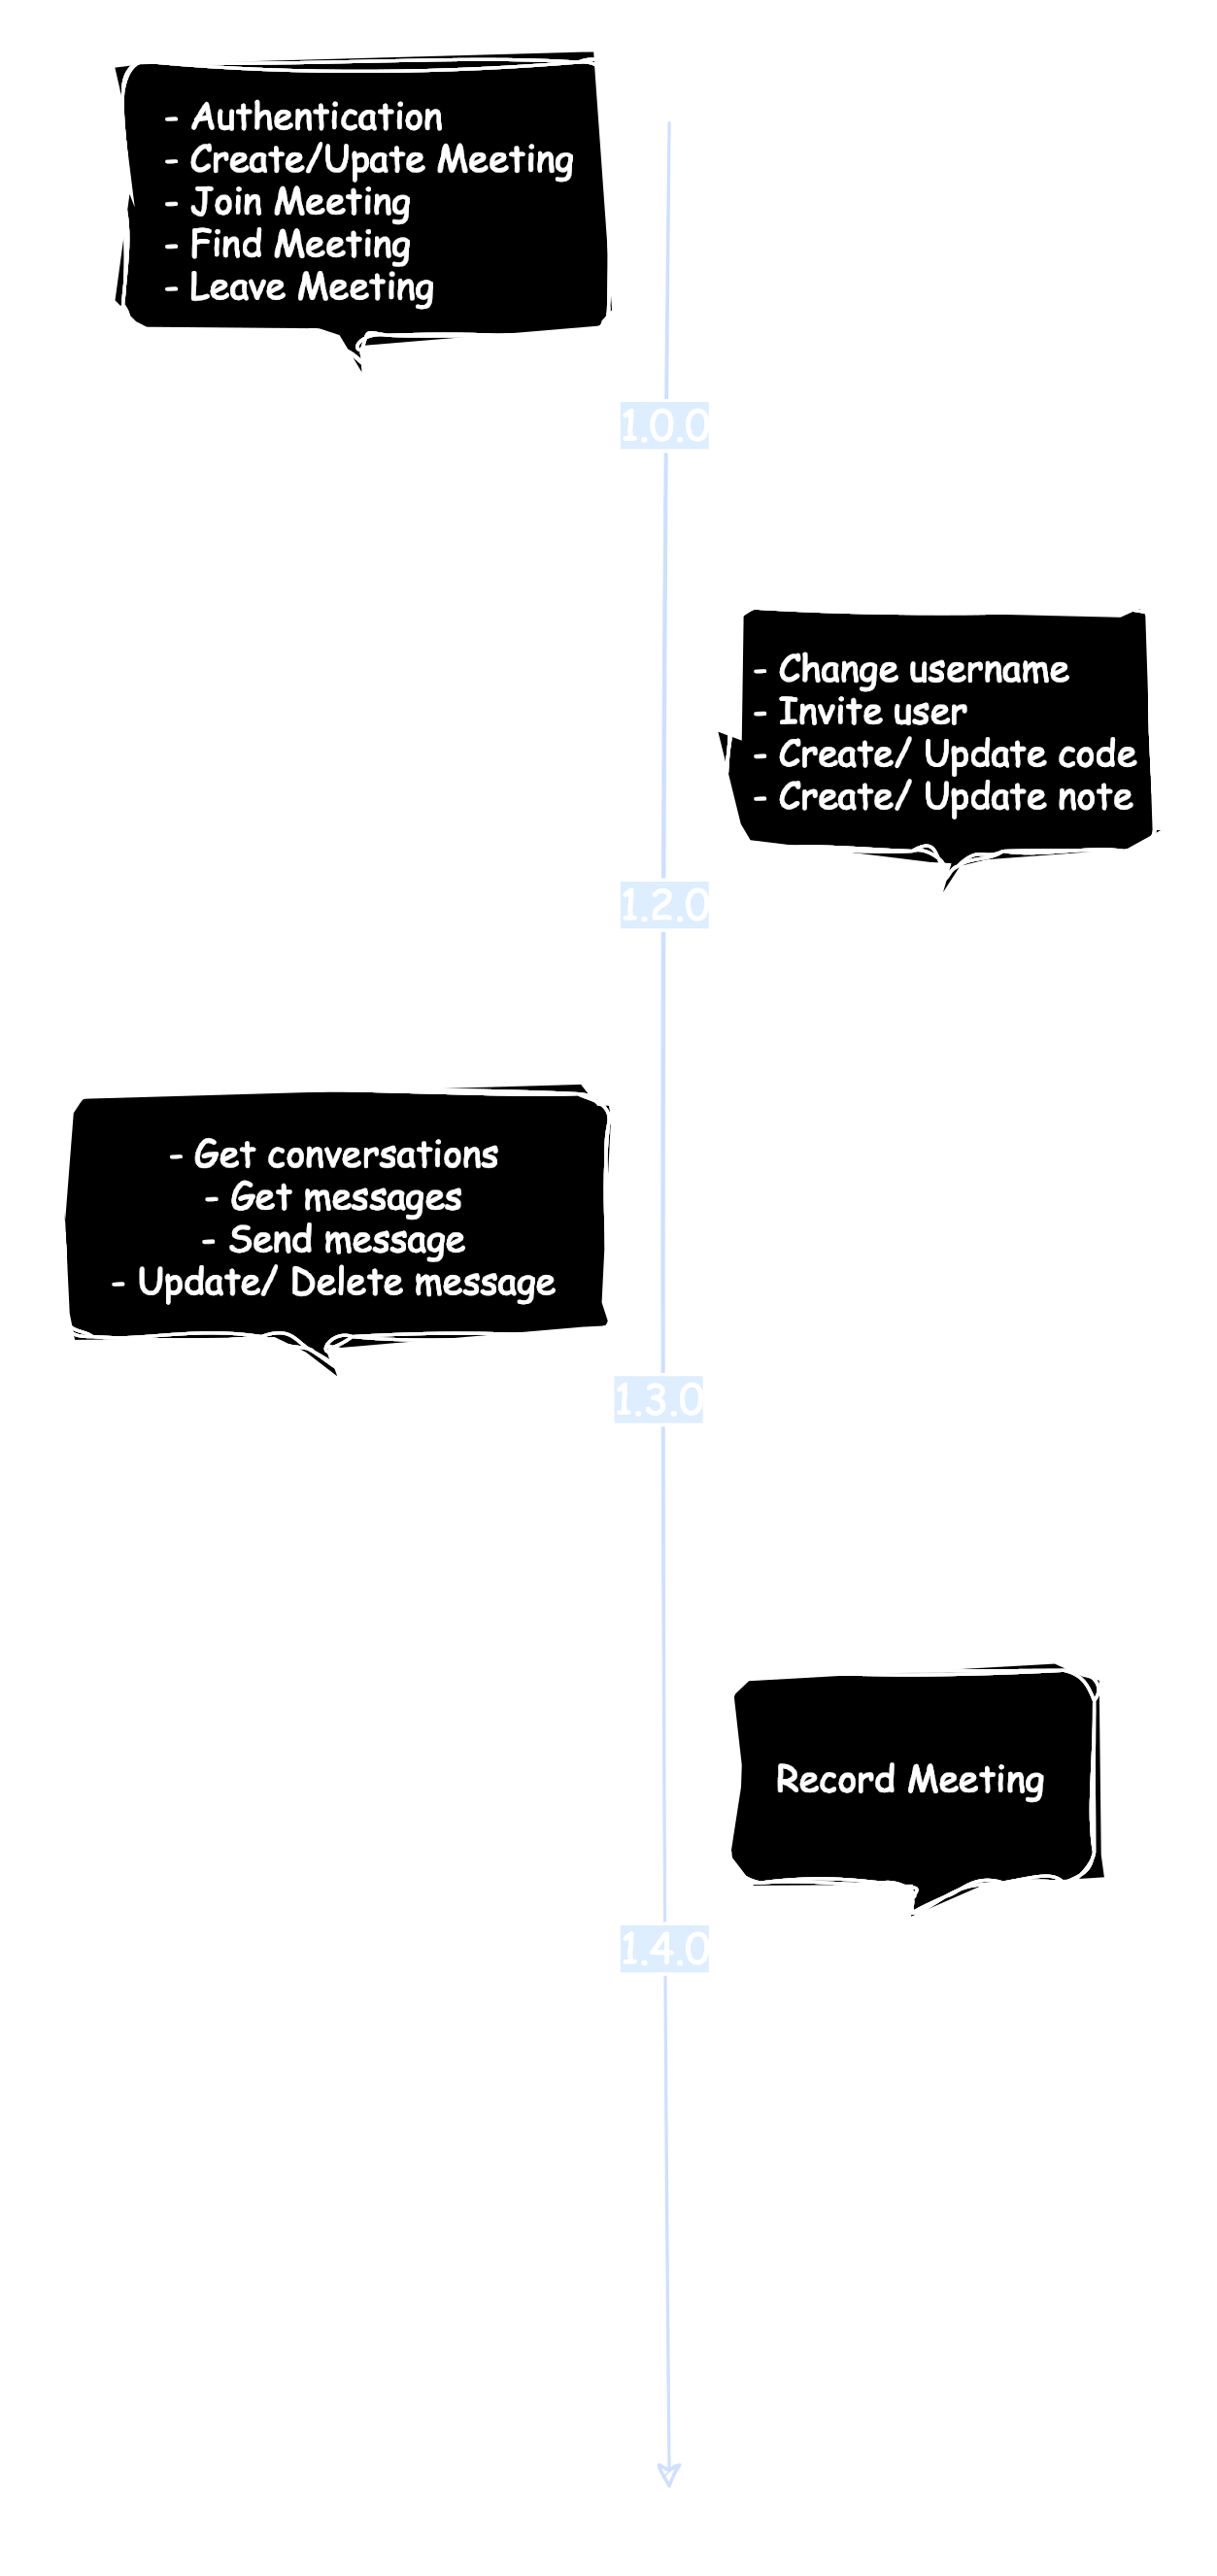 - Authentication
- Create/Upate Meeting
- Join Meeting
- Find Meeting
- Leave Meeting
1.0.0
- Change username
- Invite user
- Create/ Update code
- Create/ Update note
1.2.0
- Get conversations
- Get messages
- Send message
- Update/ Delete message
1.3.0
Record Meeting
1.4.0